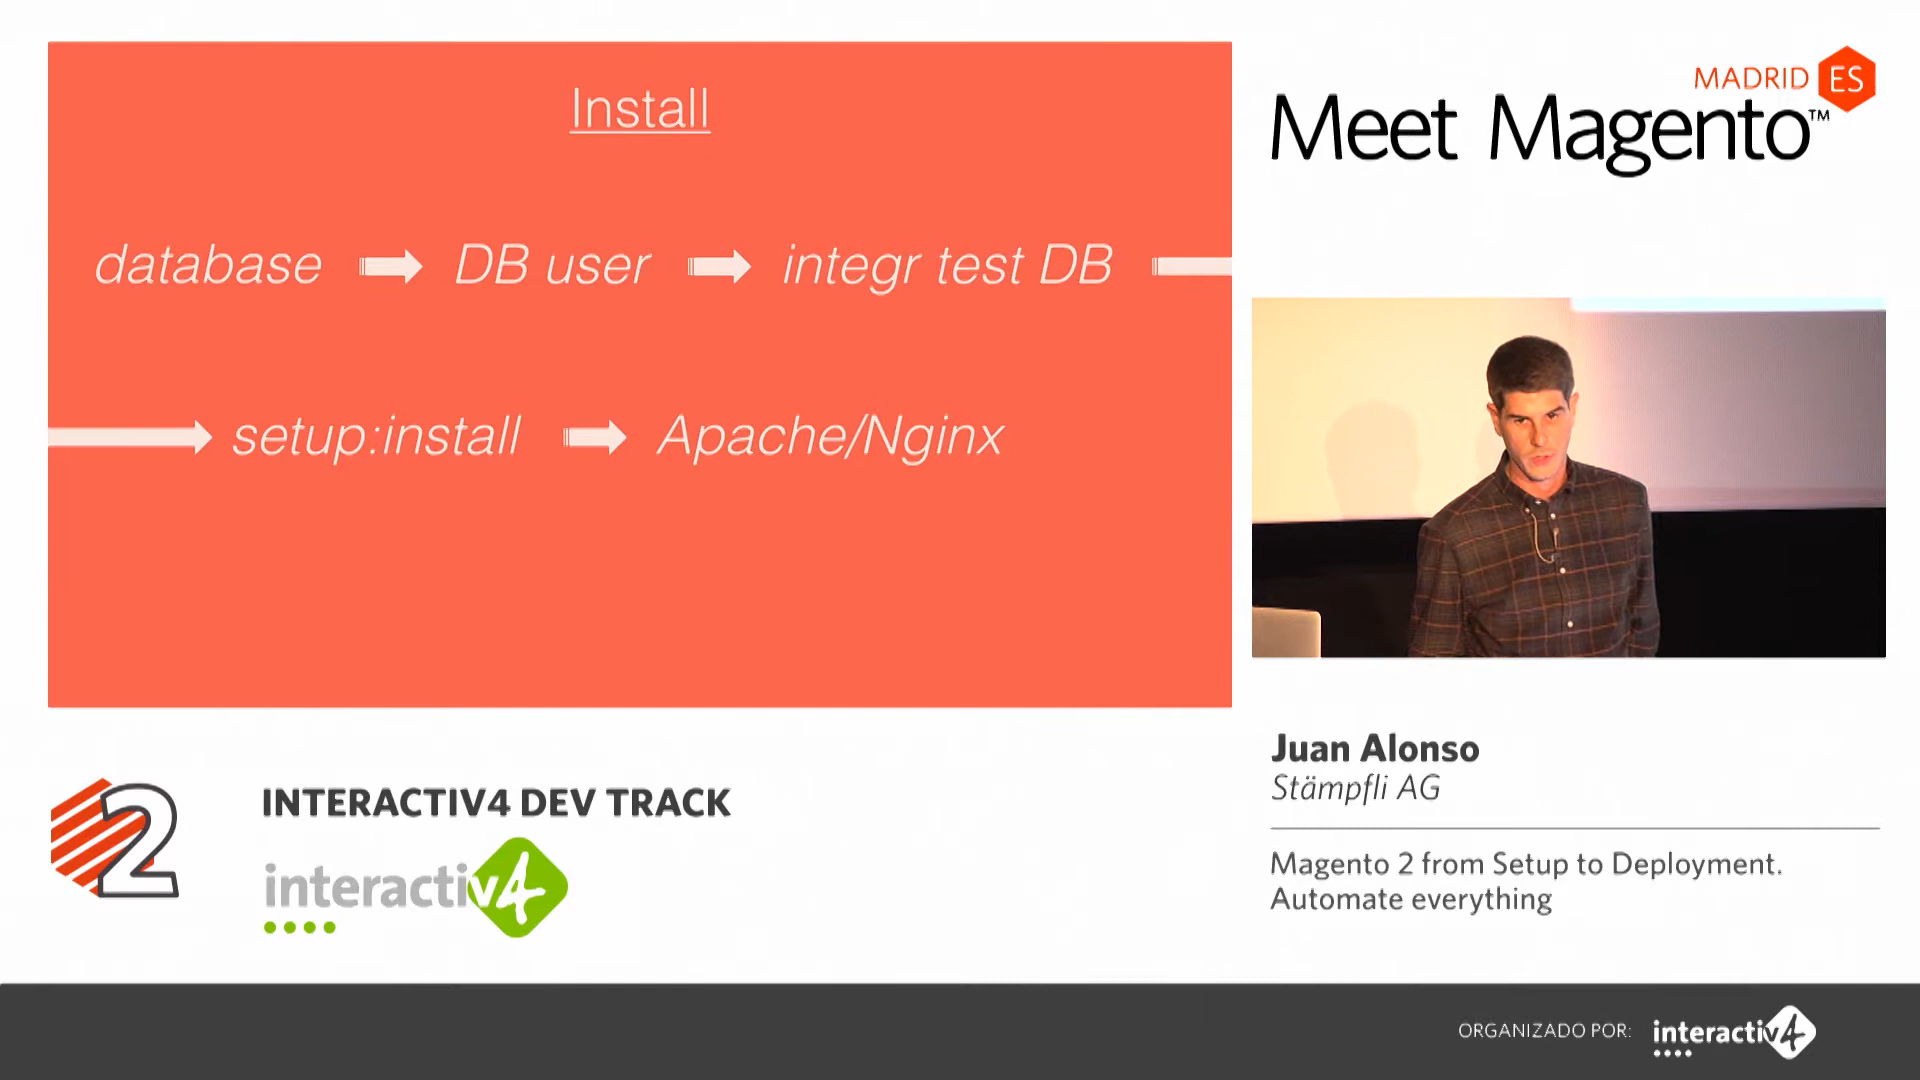 Install
database DB user integr test DB
setup:install Apache/Nginx
MADRID ES
Meet Magento™
Juan Alonso
Stämpfli AG
Magento 2 from Setup to Deployment.
Automate everything
2
INTERACTIV4 DEV TRACK
interactiv4
ORGANIZADO POR: interactiv4